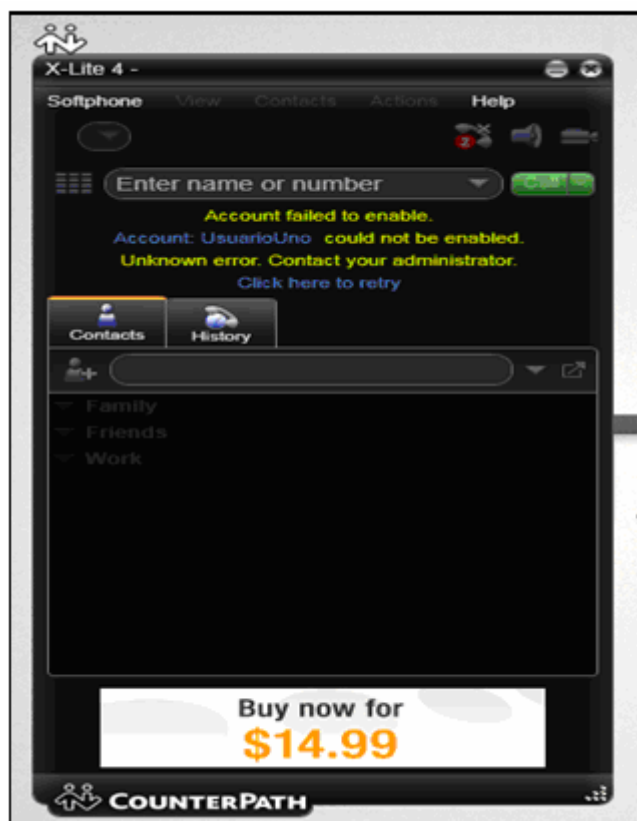 X-Lite 4 -
Softphone View Contacts Actions Help
2
Enter name or number Call
Account failed to enable.
Account: UsuarioUno could not be enabled.
Unknown error. Contact your administrator.
Click here to retry
Contacts History
Family
Friends
Work
Buy now for
$14.99
COUNTERPATH